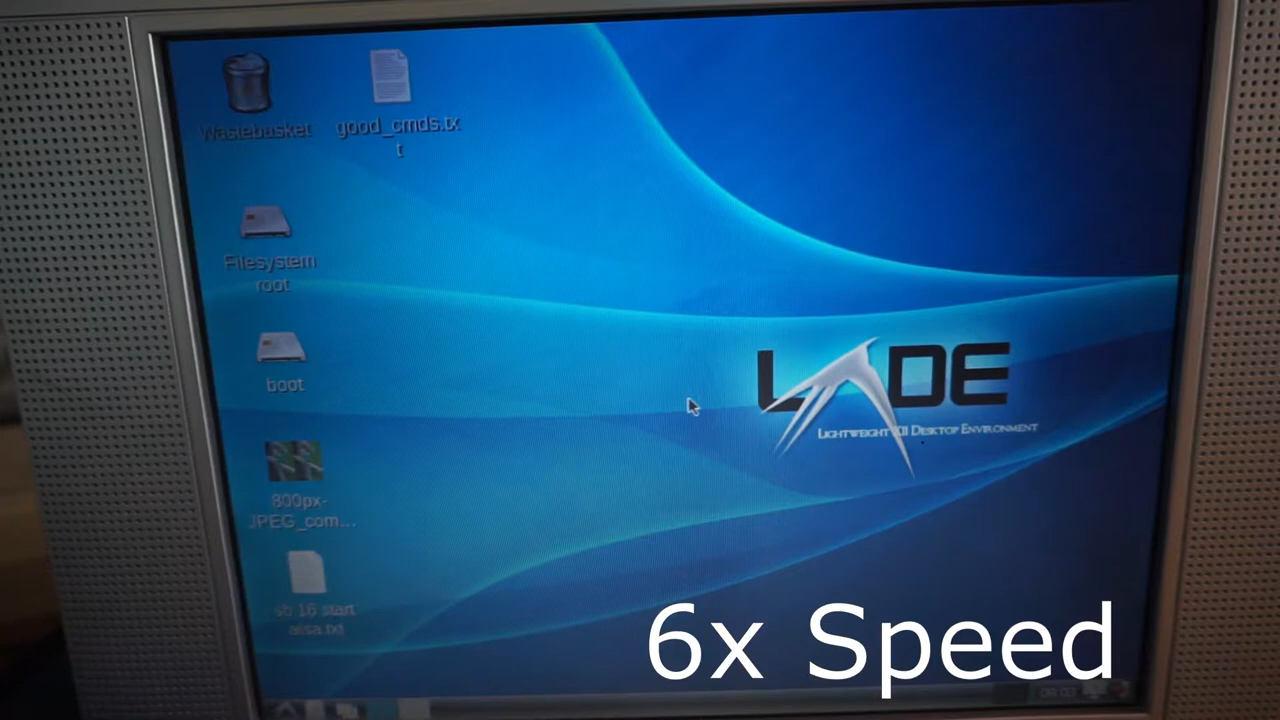 Wastebasket
good_cmds.tx
t
Filesystem
root
boot
800px-
JPEG_com...
sb 16 start
alsa.txt
LXDE
LIGHTWEIGHT X11 DESKTOP ENVIRONMENT
6x Speed